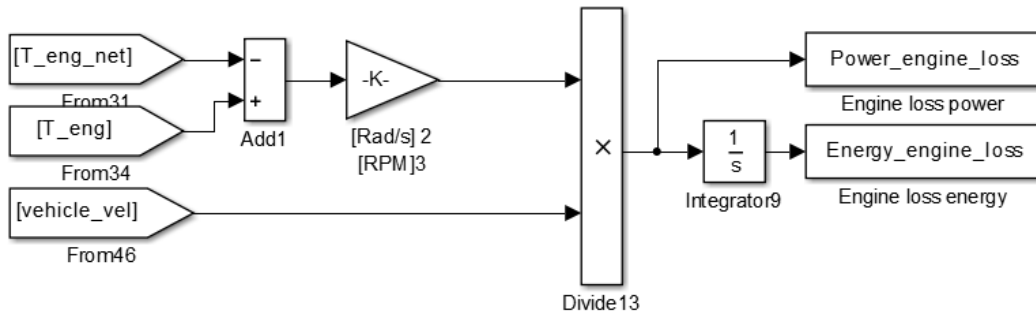 [T_eng_net]
From31
[T_eng]
From34
[vehicle_vel]
From46
−
+
Add1
-K-
[Rad/s] 2
[RPM]3
×
Divide13
1
s
Integrator9
Power_engine_loss
Engine loss power
Energy_engine_loss
Engine loss energy